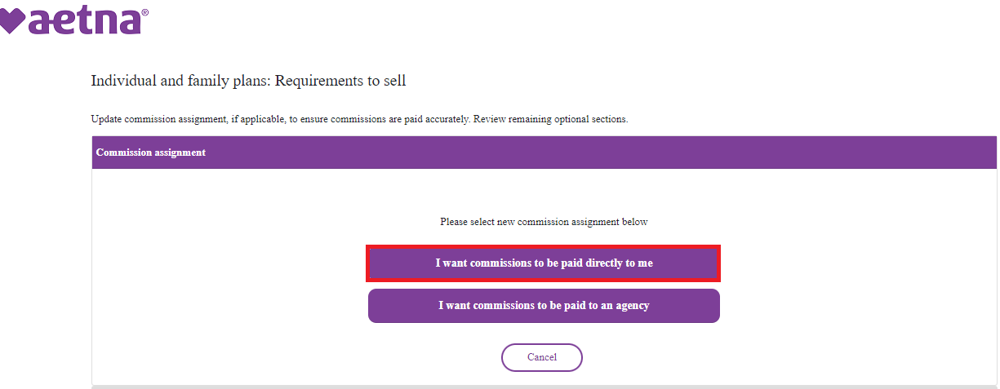 aetna®
Individual and family plans: Requirements to sell
Update commission assignment, if applicable, to ensure commissions are paid accurately. Review remaining optional sections.
Commission assignment
Please select new commission assignment below
I want commissions to be paid directly to me
I want commissions to be paid to an agency
Cancel